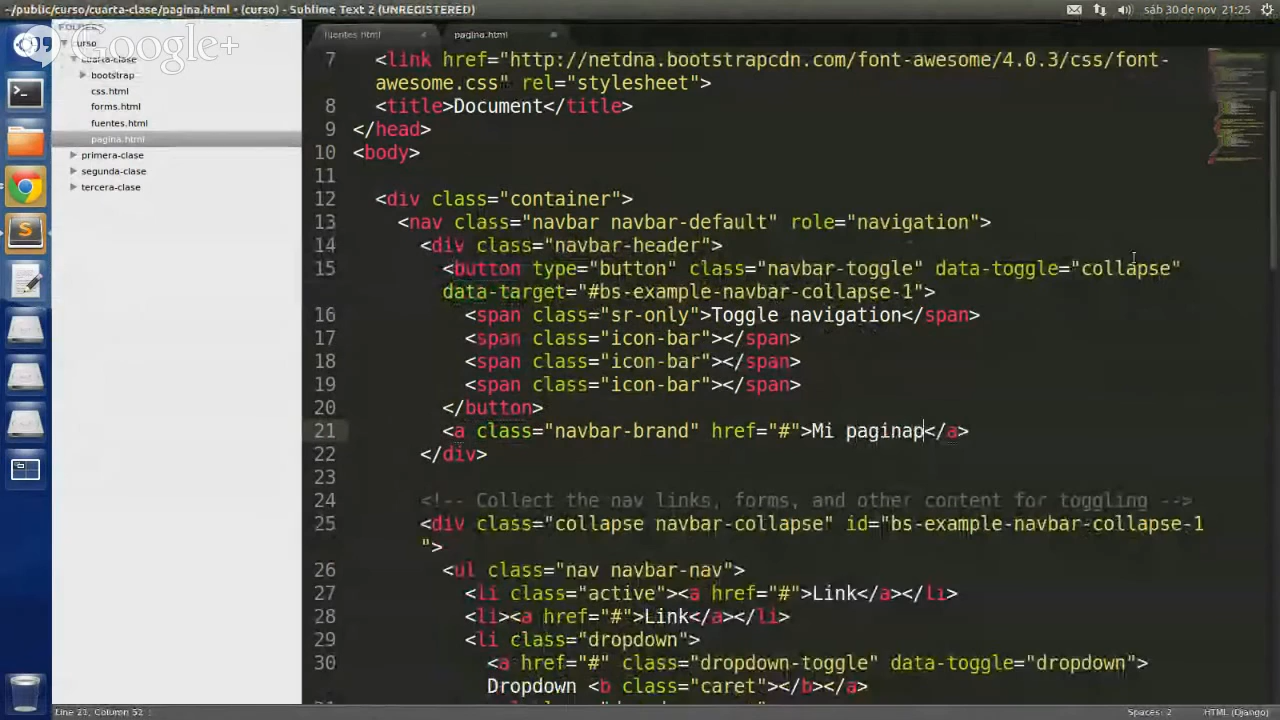 ~/public/curso/cuarta-clase/pagina.html • (curso) - Sublime Text 2 (UNREGISTERED)
sáb 30 de nov 21:25
Google+
FOLDERS
curso
cuarta-clase
bootstrap
css.html
forms.html
fuentes.html
pagina.html
primera-clase
segunda-clase
tercera-clase
fuentes.html
pagina.html
7 <link href="http://netdna.bootstrapcdn.com/font-awesome/4.0.3/css/font-
awesome.css" rel="stylesheet">
8 <title>Document</title>
9 </head>
10 <body>
11
12 <div class="container">
13 <nav class="navbar navbar-default" role="navigation">
14 <div class="navbar-header">
15 <button type="button" class="navbar-toggle" data-toggle="collapse"
data-target="#bs-example-navbar-collapse-1">
16 <span class="sr-only">Toggle navigation</span>
17 <span class="icon-bar"></span>
18 <span class="icon-bar"></span>
19 <span class="icon-bar"></span>
20 </button>
21 <a class="navbar-brand" href="#">Mi paginap</a>
22 </div>
23
24 <!-- Collect the nav links, forms, and other content for toggling -->
25 <div class="collapse navbar-collapse" id="bs-example-navbar-collapse-1
">
26 <ul class="nav navbar-nav">
27 <li class="active"><a href="#">Link</a></li>
28 <li><a href="#">Link</a></li>
29 <li class="dropdown">
30 <a href="#" class="dropdown-toggle" data-toggle="dropdown">
Dropdown <b class="caret"></b></a>
Line 21, Column 52
Spaces: 2
HTML (Django)